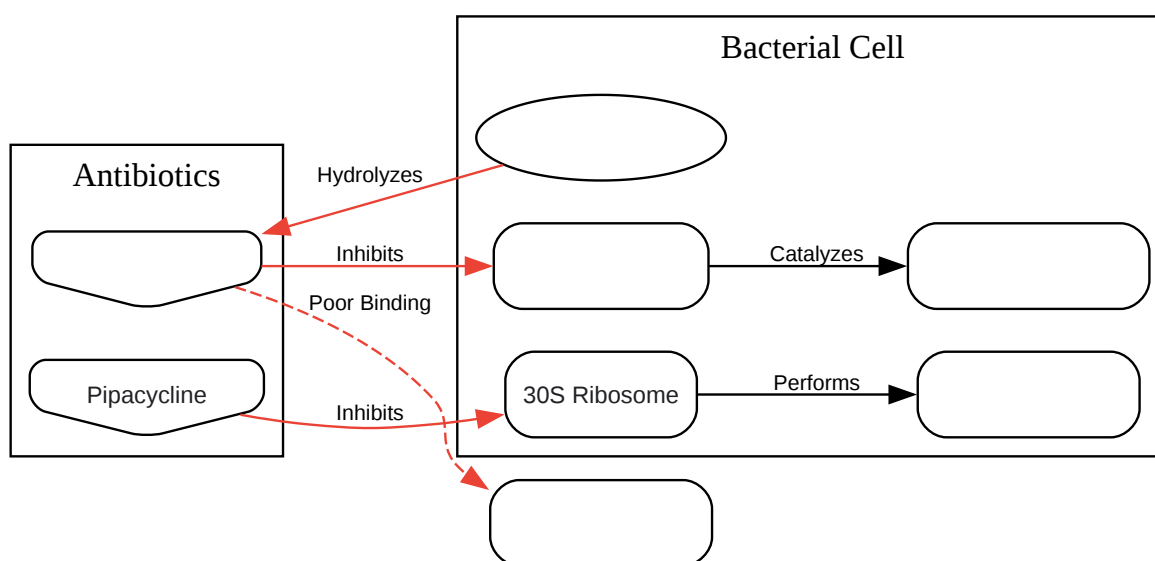 Bacterial Cell
Antibiotics
Hydrolyzes
Inhibits
Catalyzes
Poor Binding
Pipacycline
Inhibits
30S Ribosome
Performs